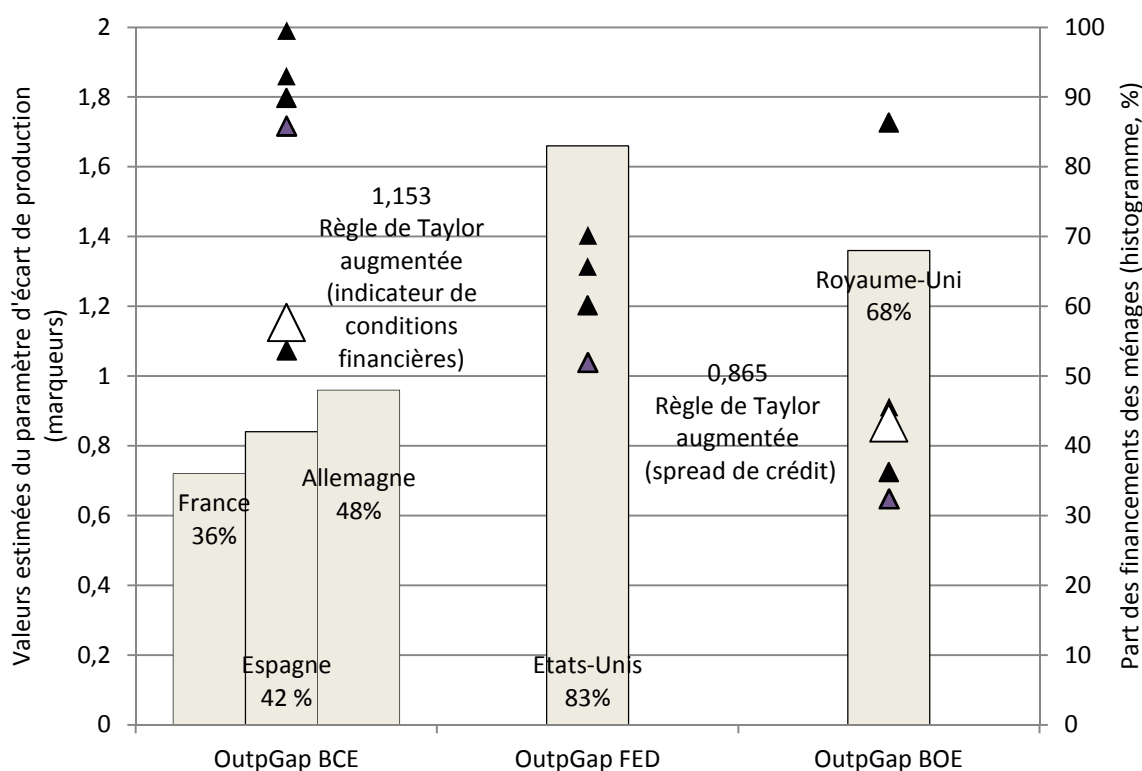 Valeurs estimées du paramètre d'écart de production
(marqueurs)
2
1,8
1,6
1,4
1,2
1
0,8
0,6
0,4
0,2
0
1,153
Règle de Taylor
augmentée
(indicateur de
conditions
financières)
France
36%
Espagne
42 %
Allemagne
48%
Etats-Unis
83%
0,865
Règle de Taylor
augmentée
(spread de crédit)
Royaume-Uni
68%
OutpGap BCE
OutpGap FED
OutpGap BOE
100
90
80
70
60
50
40
30
20
10
0
Part des financements des ménages (histogramme, %)